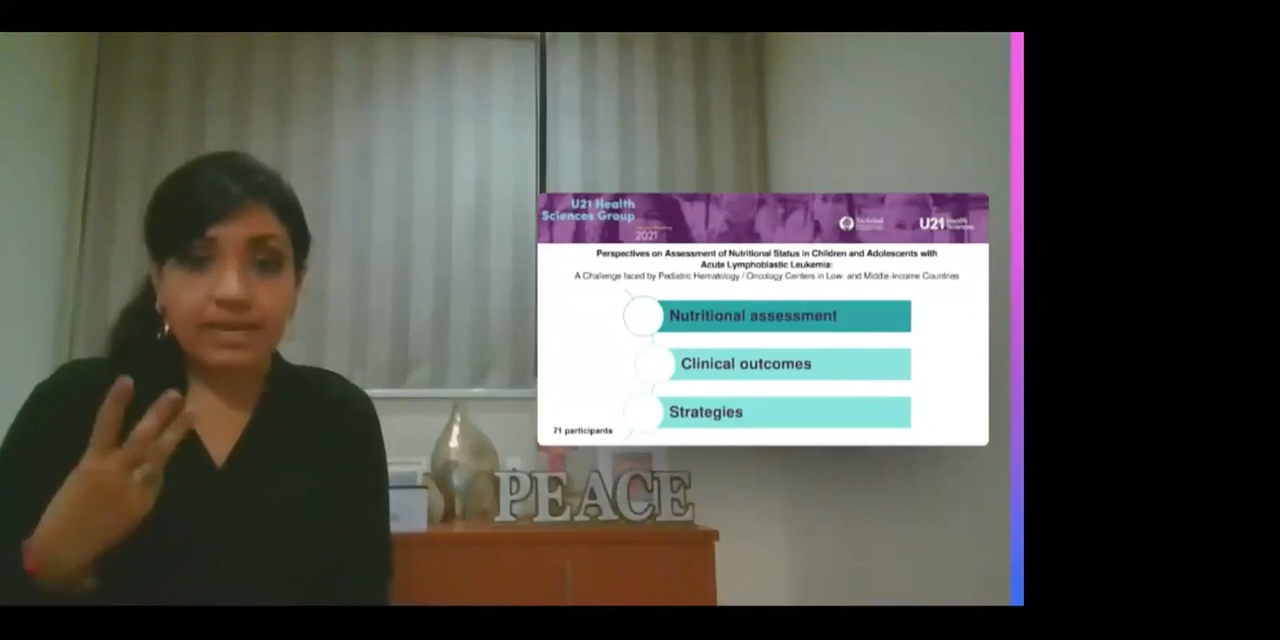 U21 Health
Sciences Group
2021
U21 Health
Sciences
Perspectives on Assessment of Nutritional Status in Children and Adolescents with
Acute Lymphoblastic Leukemia:
A Challenge faced by Pediatric Hematology / Oncology Centers in Low- and Middle-Income Countries
Nutritional assessment
Clinical outcomes
Strategies
71 participants
PEACE